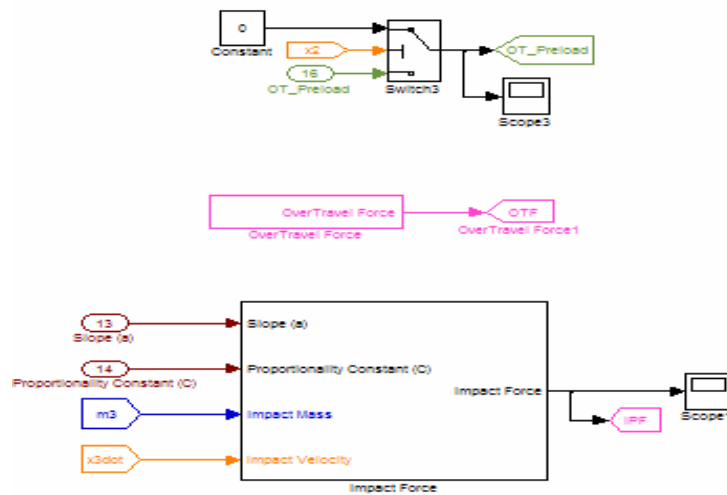 0
Constant
x2
16
OT_Preload
Switch3
OT_Preload
Scope3
OverTravel Force
OverTravel Force
OTF
OverTravel Force1
13
Slope (a)
14
Proportionality Constant (C)
m3
x3dot
Slope (a)
Proportionality Constant (C)
Impact Mass
Impact Velocity
Impact Force
Impact Force
IPF